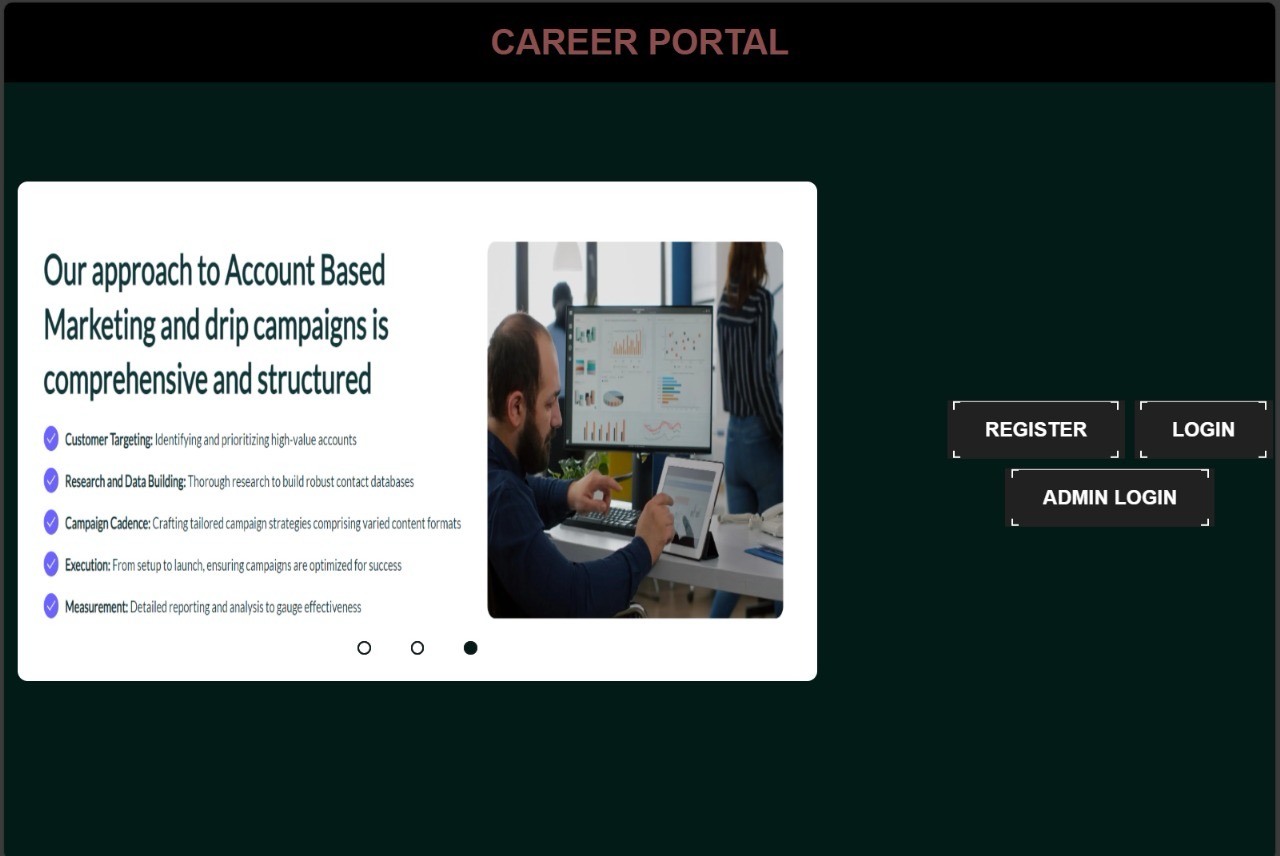 CAREER PORTAL
Our approach to Account Based
Marketing and drip campaigns is
comprehensive and structured
Customer Targeting: Identifying and prioritizing high-value accounts
Research and Data Building: Thorough research to build robust contact databases
Campaign Cadence: Crafting tailored campaign strategies comprising varied content formats
Execution: From setup to launch, ensuring campaigns are optimized for success
Measurement: Detailed reporting and analysis to gauge effectiveness
REGISTER
LOGIN
ADMIN LOGIN